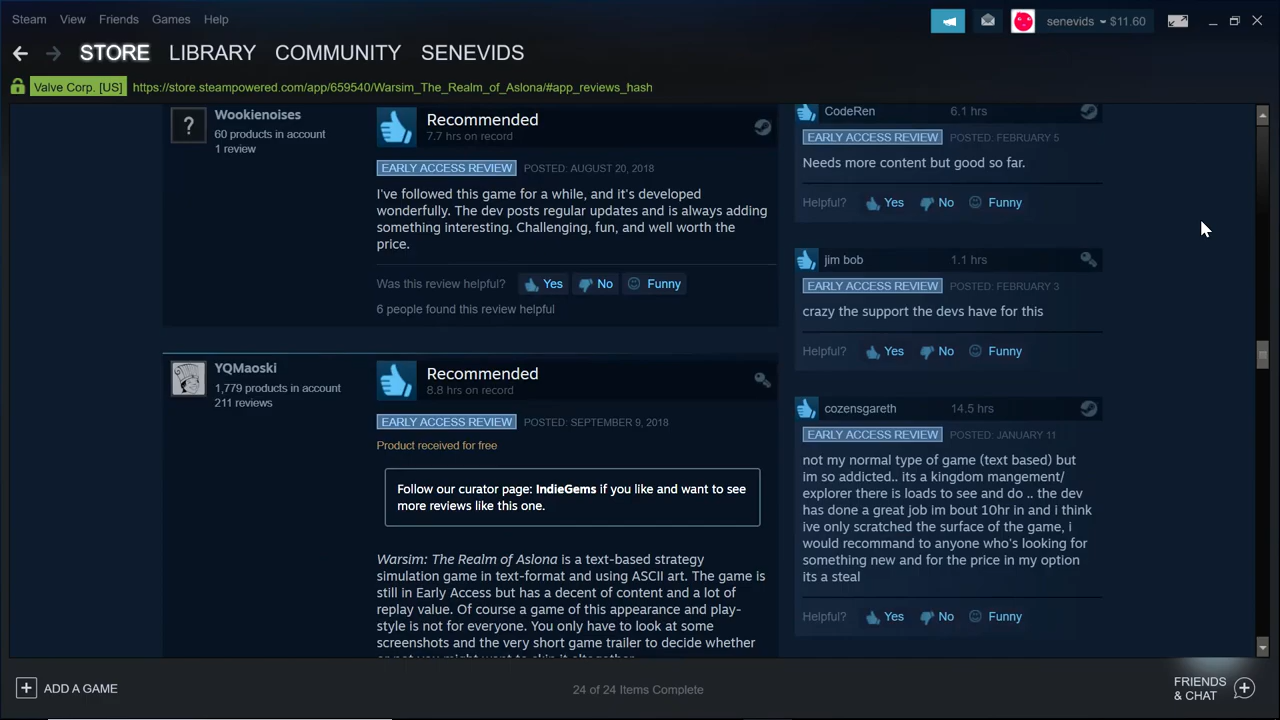 Steam View Friends Games Help
senevids $11.60
STORE LIBRARY COMMUNITY SENEVIDS
Valve Corp. [US] https://store.steampowered.com/app/659540/Warsim_The_Realm_of_Aslona/#app_reviews_hash
?
Wookienoises
60 products in account
1 review
Recommended
7.7 hrs on record
EARLY ACCESS REVIEW POSTED: AUGUST 20, 2018
I've followed this game for a while, and it's developed
wonderfully. The dev posts regular updates and is always adding
something interesting. Challenging, fun, and well worth the
price.
Was this review helpful? Yes No Funny
6 people found this review helpful
YQMaoski
1,779 products in account
211 reviews
Recommended
8.8 hrs on record
EARLY ACCESS REVIEW POSTED: SEPTEMBER 9, 2018
Product received for free
Follow our curator page: IndieGems if you like and want to see
more reviews like this one.
Warsim: The Realm of Aslona is a text-based strategy
simulation game in text-format and using ASCII art. The game is
still in Early Access but has a decent of content and a lot of
replay value. Of course a game of this appearance and play-
style is not for everyone. You only have to look at some
screenshots and the very short game trailer to decide whether
or not you might want to skip it altogether.
CodeRen 6.1 hrs
EARLY ACCESS REVIEW POSTED: FEBRUARY 5
Needs more content but good so far.
Helpful? Yes No Funny
jim bob 1.1 hrs
EARLY ACCESS REVIEW POSTED: FEBRUARY 3
crazy the support the devs have for this
Helpful? Yes No Funny
cozensgareth 14.5 hrs
EARLY ACCESS REVIEW POSTED: JANUARY 11
not my normal type of game (text based) but
im so addicted.. its a kingdom mangement/
explorer there is loads to see and do .. the dev
has done a great job im bout 10hr in and i think
ive only scratched the surface of the game, i
would recommand to anyone who's looking for
something new and for the price in my option
its a steal
Helpful? Yes No Funny
ADD A GAME
24 of 24 Items Complete
FRIENDS
& CHAT